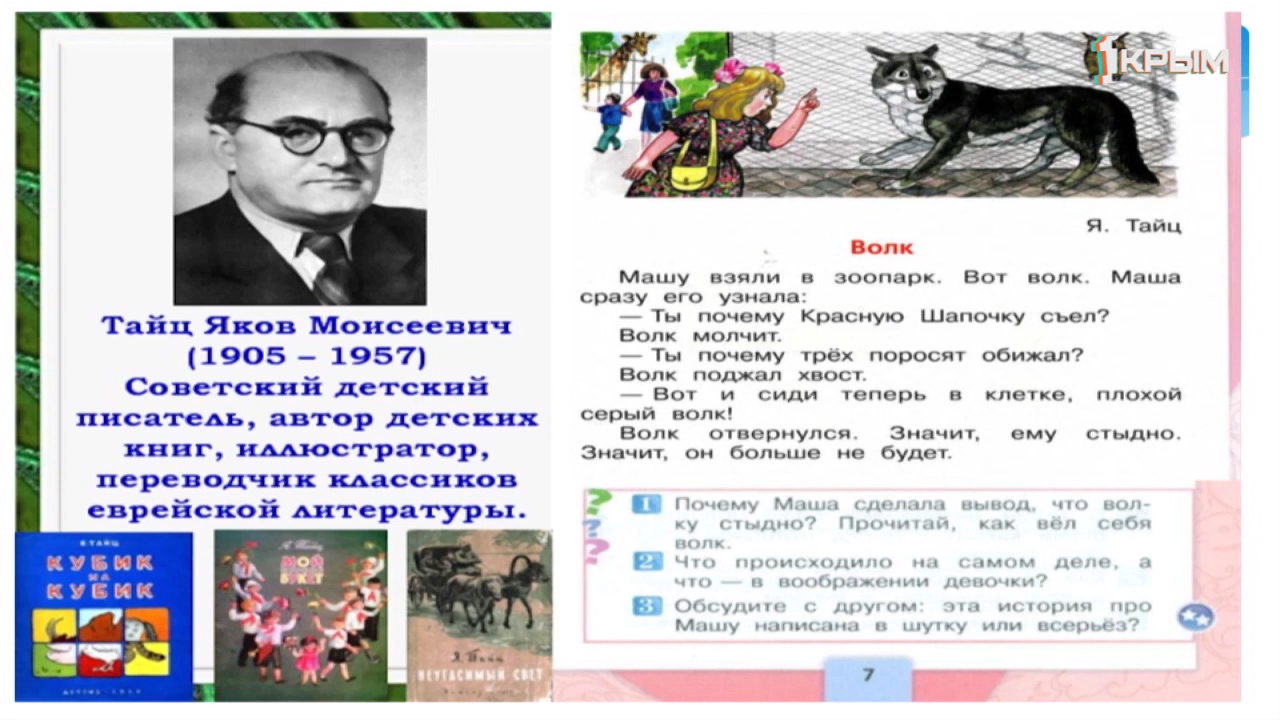 Тайц Яков Моисеевич
(1905 – 1957)
Советский детский
писатель, автор детских
книг, иллюстратор,
переводчик классиков
еврейской литературы.
Я. ТАЙЦ
КУБИК
НА
КУБИК
Я. Тайц
МОЙ
БУКЕТ
Я. Тайц
НЕУГАСИМЫЙ СВЕТ
1КРЫМ
Я. Тайц
Волк
Машу взяли в зоопарк. Вот волк. Маша
сразу его узнала:
— Ты почему Красную Шапочку съел?
Волк молчит.
— Ты почему трёх поросят обижал?
Волк поджал хвост.
— Вот и сиди теперь в клетке, плохой
серый волк!
Волк отвернулся. Значит, ему стыдно.
Значит, он больше не будет.
1 Почему Маша сделала вывод, что вол-
ку стыдно? Прочитай, как вёл себя
волк.
2 Что происходило на самом деле, а
что — в воображении девочки?
3 Обсудите с другом: эта история про
Машу написана в шутку или всерьёз?
7